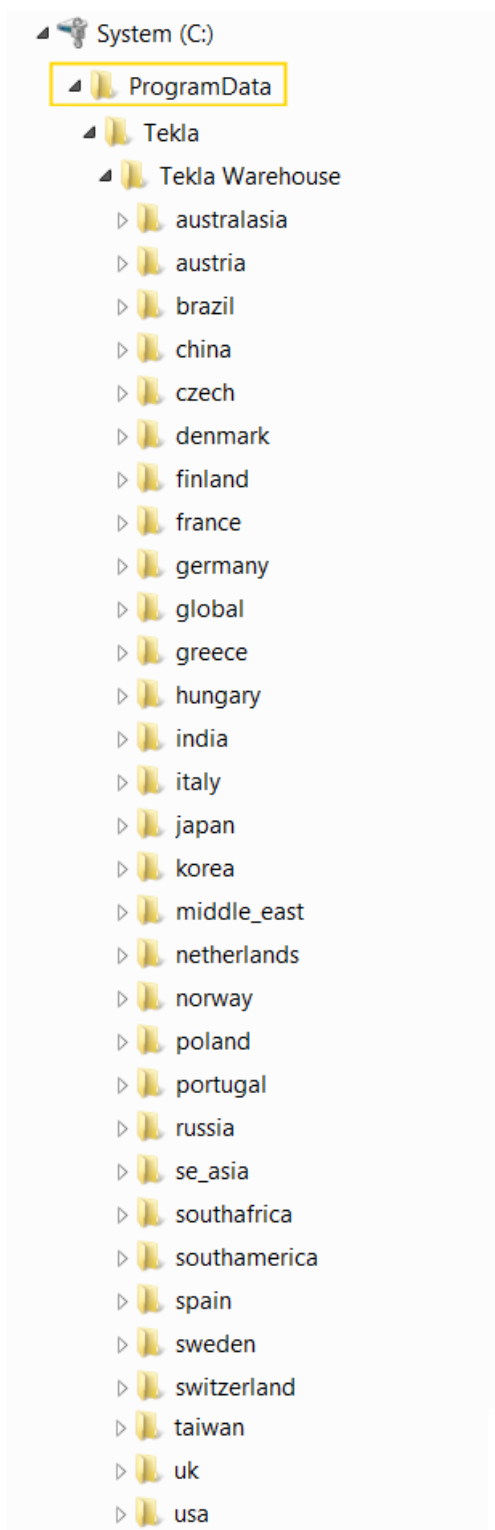 System (C:)
ProgramData
Tekla
Tekla Warehouse
australasia
austria
brazil
china
czech
denmark
finland
france
germany
global
greece
hungary
india
italy
japan
korea
middle_east
netherlands
norway
poland
portugal
russia
se_asia
southafrica
southamerica
spain
sweden
switzerland
taiwan
uk
usa